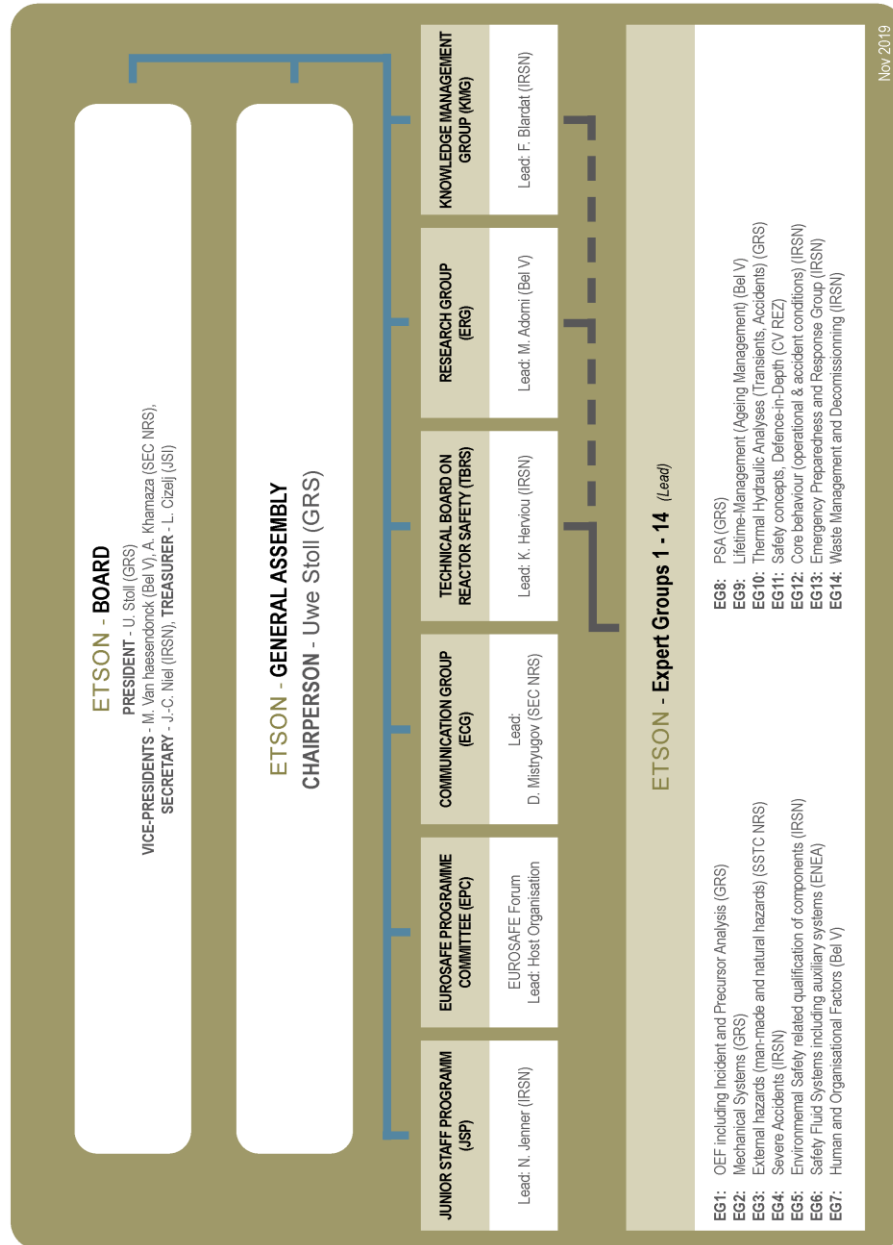 ETSON - BOARD
PRESIDENT - U. Stoll (GRS)
VICE-PRESIDENTS - M. Van haesendonck (Bel V), A. Khamaza (SEC NRS),
SECRETARY - J.-C. Niel (IRSN), TREASURER - L. Cizelj (JSI)
ETSON - GENERAL ASSEMBLY
CHAIRPERSON - Uwe Stoll (GRS)
JUNIOR STAFF PROGRAMM
(JSP)
Lead: N. Jenner (IRSN)
EUROSAFE PROGRAMME
COMMITTEE (EPC)
EUROSAFE Forum
Lead: Host Organisation
COMMUNICATION GROUP
(ECG)
Lead:
D. Mistryugov (SEC NRS)
TECHNICAL BOARD ON
REACTOR SAFETY (TBRS)
Lead: K. Herviou (IRSN)
RESEARCH GROUP
(ERG)
Lead: M. Adorni (Bel V)
KNOWLEDGE MANAGEMENT
GROUP (KMG)
Lead: F. Blardat (IRSN)
ETSON - Expert Groups 1 - 14 (Lead)
EG1: OEF including Incident and Precursor Analysis (GRS)
EG2: Mechanical Systems (GRS)
EG3: External hazards (man-made and natural hazards) (SSTC NRS)
EG4: Severe Accidents (IRSN)
EG5: Environmemal Safety related qualification of components (IRSN)
EG6: Safety Fluid Systems including auxiliary systems (ENEA)
EG7: Human and Organisational Factors (Bel V)
EG8: PSA (GRS)
EG9: Lifetime-Management (Ageing Management) (Bel V)
EG10: Thermal Hydraulic Analyses (Transients, Accidents) (GRS)
EG11: Safety concepts, Defence-in-Depth (CV REZ)
EG12: Core behaviour (operational & accident conditions) (IRSN)
EG13: Emergency Preparedness and Response Group (IRSN)
EG14: Waste Management and Decomissionning (IRSN)
Nov 2019